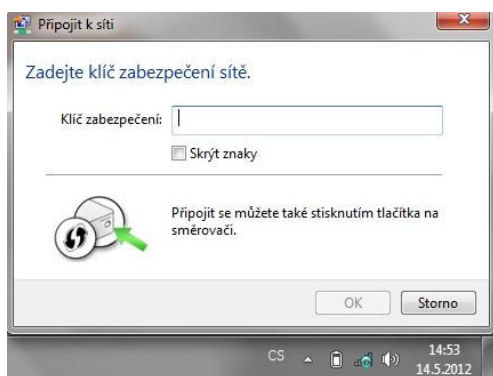 Připojit k síti
Zadejte klíč zabezpečení sítě.
Klíč zabezpečení:
Skrýt znaky
Připojit se můžete také stisknutím tlačítka na
směrovači.
OK Storno
CS 14:53
14.5.2012